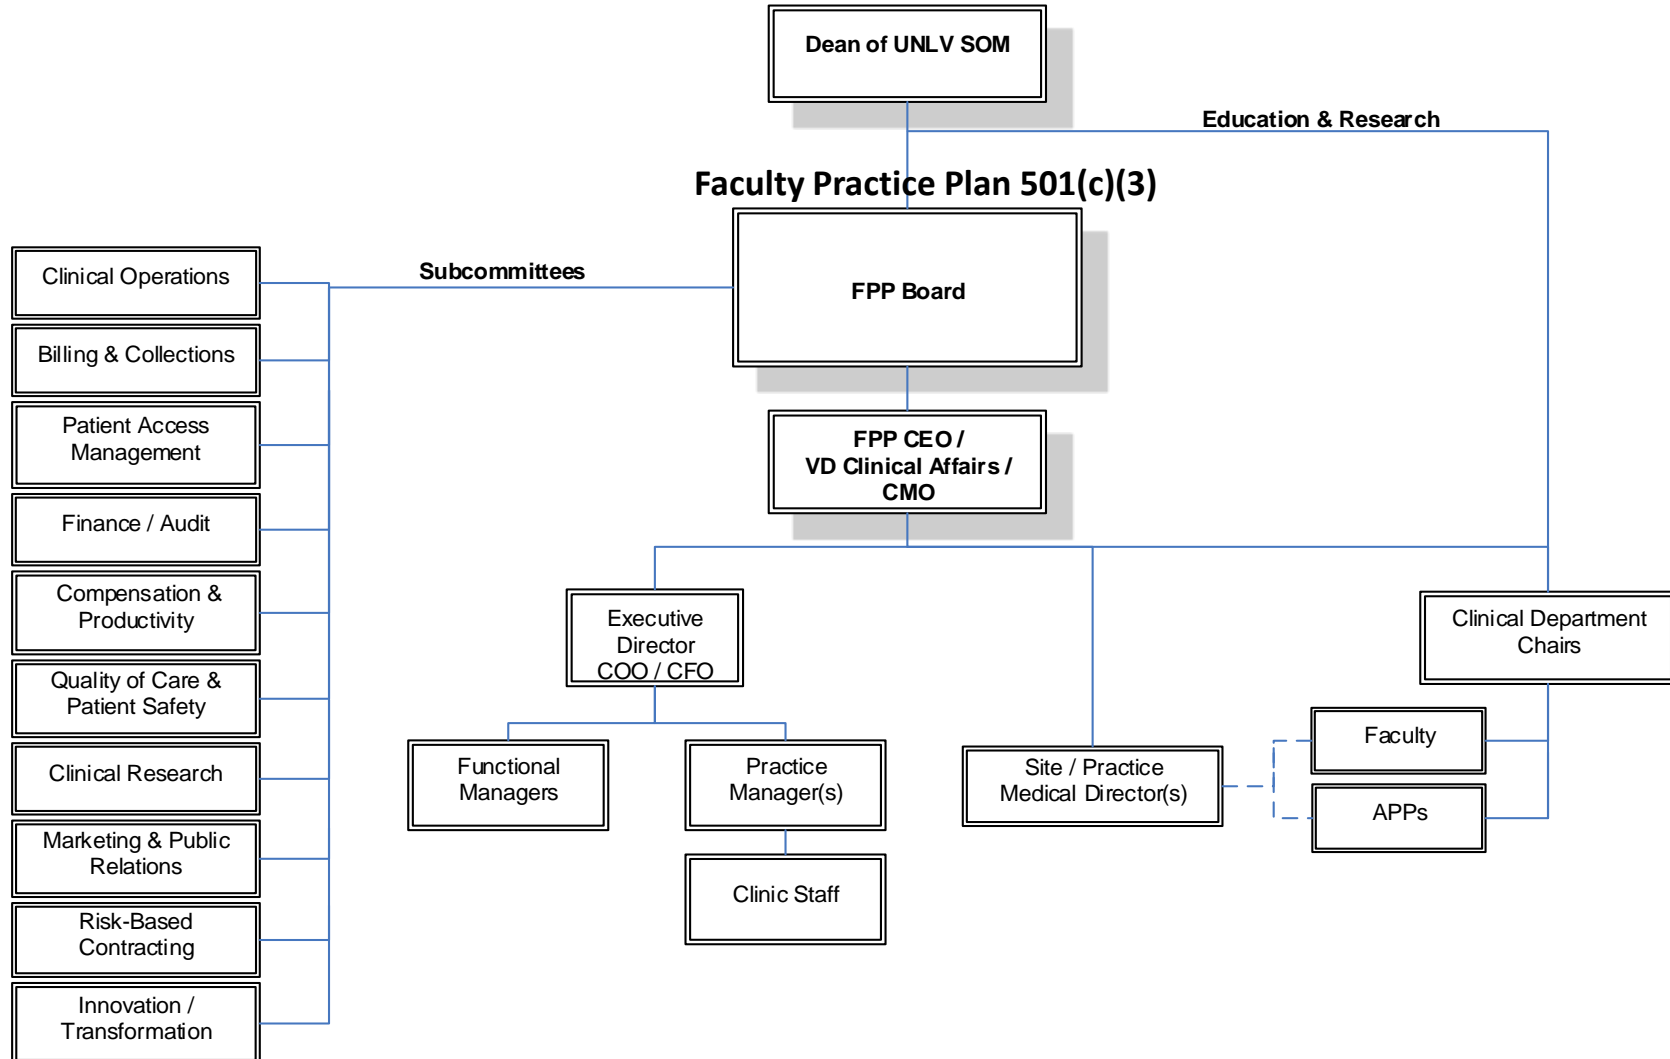 Dean of UNLV SOM
Education & Research
Faculty Practice Plan 501(c)(3)
Subcommittees
FPP Board
Clinical Operations
Billing & Collections
Patient Access
Management
Finance / Audit
Compensation &
Productivity
Quality of Care &
Patient Safety
Clinical Research
Marketing & Public
Relations
Risk-Based
Contracting
Innovation /
Transformation
FPP CEO /
VD Clinical Affairs /
CMO
Executive
Director
COO / CFO
Functional
Managers
Practice
Manager(s)
Clinic Staff
Site / Practice
Medical Director(s)
Clinical Department
Chairs
Faculty
APPs